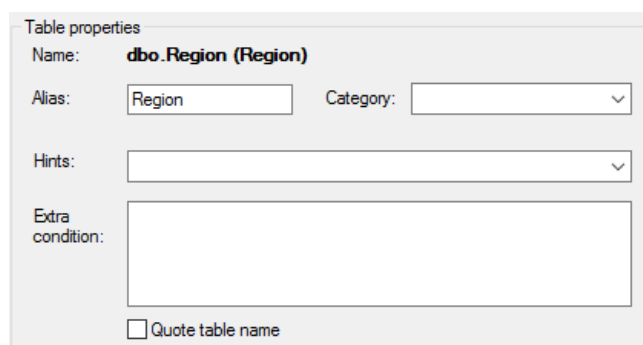 Table properties
Name: dbo.Region (Region)
Alias: Region Category:
Hints:
Extra
condition:
Quote table name